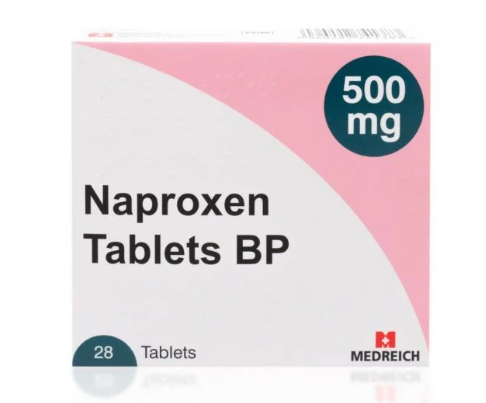 500
mg
Naproxen
Tablets BP
28 Tablets
MEDREICH